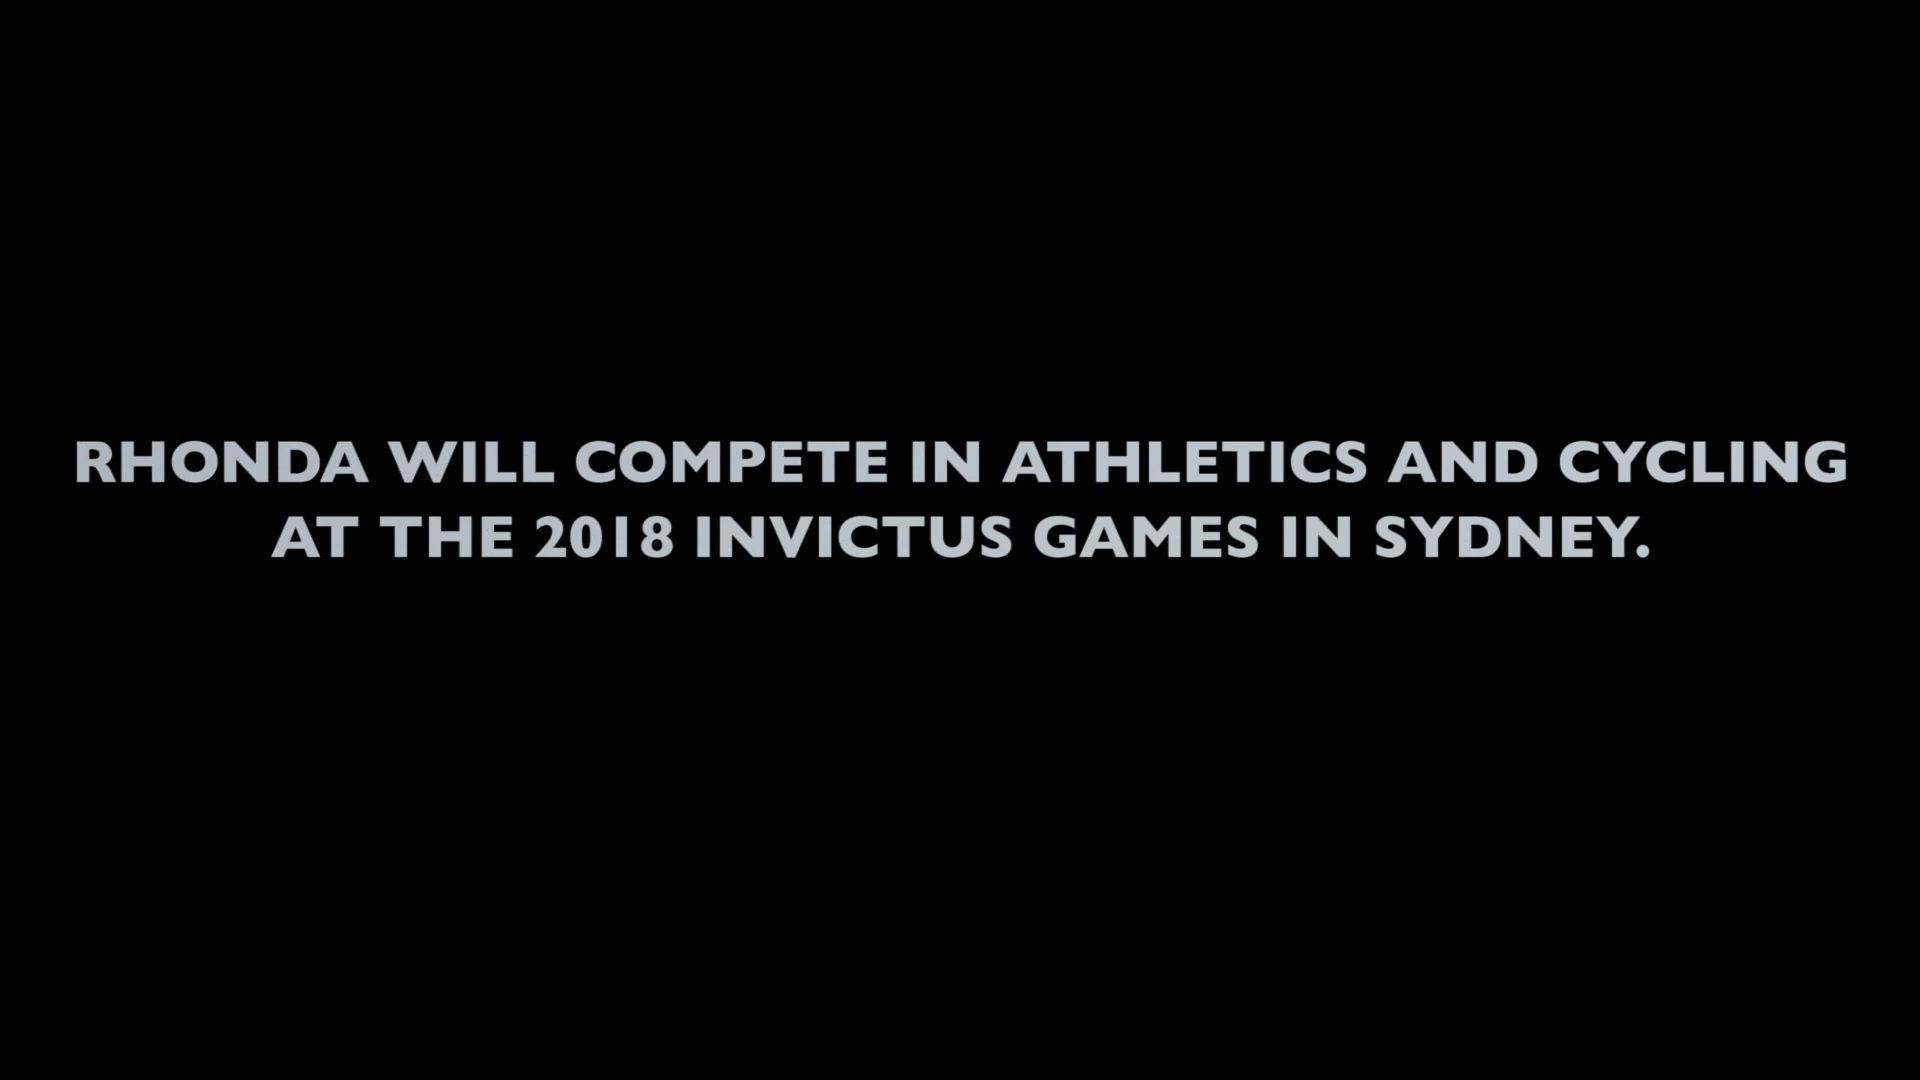 RHONDA WILL COMPETE IN ATHLETICS AND CYCLING
AT THE 2018 INVICTUS GAMES IN SYDNEY.